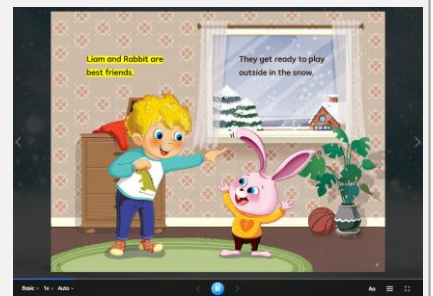 Liam and Rabbit are
best friends.
They get ready to play
outside in the snow.
Basic 1x Auto
Aa